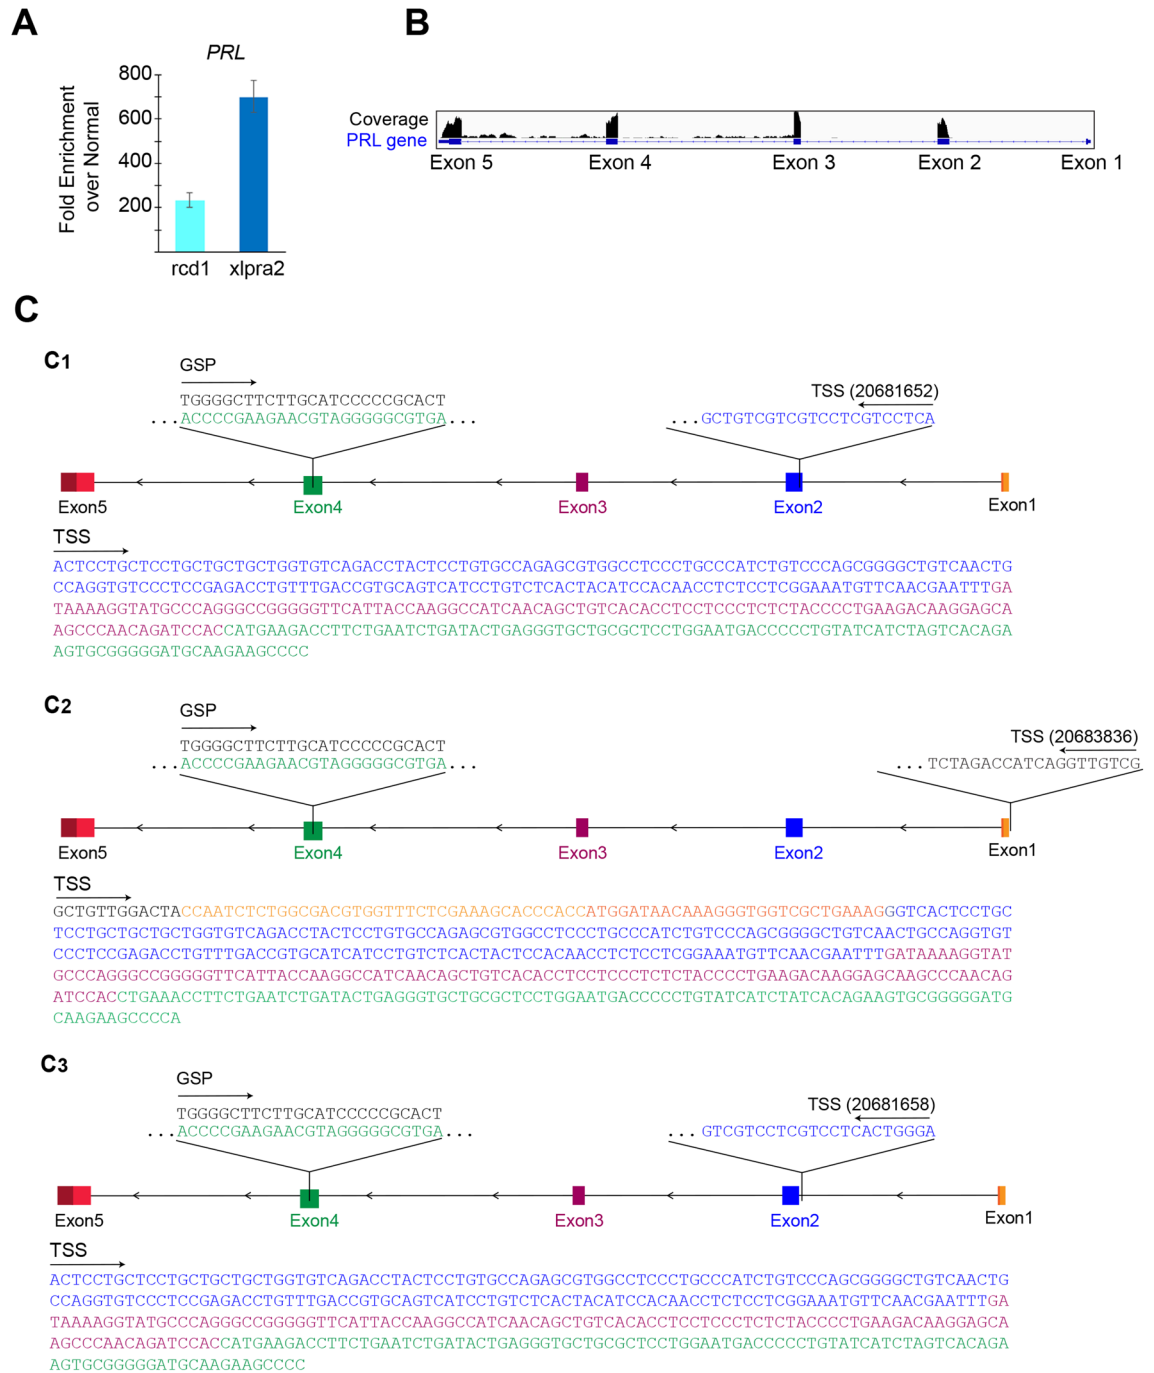 A
B
PRL
Fold Enrichment
over Normal
800
600
400
200
rcd1 xlpra2
Coverage
PRL gene
Exon 5 Exon 4 Exon 3 Exon 2 Exon 1
C
C1
GSP
TGGGGCTTCTTGCATCCCCCGCACT
...ACCCCGAAGAACGTAGGGGGCGTGA...
TSS (20681652)
...GCTGTCGTCGTCCTCGTCCTCA
Exon5 Exon4 Exon3 Exon2 Exon1
TSS
ACTCCTGCTCCTGCTGCTGCTGGTGTCAGACCTACTCCTGTGCCAGAGCGTGGCCTCCCTGCCCATCTGTCCCAGCGGGGCTGTCAACTG
CCAGGTGTCCCTCCGAGACCTGTTTGACCGTGCAGTCATCCTGTCTCACTACATCCACAACCTCTCCTCGGAAATGTTCAACGAATTTGA
TAAAAGGTATGCCCAGGGCCGGGGGTTCATTACCAAGGCCATCAACAGCTGTCACACCTCCTCCCTCTCTACCCCTGAAGACAAGGAGCA
AGCCCAACAGATCCACCATGAAGACCTTCTGAATCTGATACTGAGGGTGCTGCGCTCCTGGAATGACCCCCTGTATCATCTAGTCACAGA
AGTGCGGGGGATGCAAGAAGCCCC
C2
GSP
TGGGGCTTCTTGCATCCCCCGCACT
...ACCCCGAAGAACGTAGGGGGCGTGA...
TSS (20683836)
...TCTAGACCATCAGGTTGTCG
Exon5 Exon4 Exon3 Exon2 Exon1
TSS
GCTGTTGGACTACCAATCTCTGGCGACGTGGTTTCTCGAAAGCACCCACCATGGATAACAAAGGGTGGTCGCTGAAAGGGTCACTCCTGC
TCCTGCTGCTGCTGGTGTCAGACCTACTCCTGTGCCAGAGCGTGGCCTCCCTGCCCATCTGTCCCAGCGGGGCTGTCAACTGCCAGGTGT
CCCTCCGAGACCTGTTTGACCGTGCATCATCCTGTCTCACTACTCCACAACCTCTCCTCGGAAATGTTCAACGAATTTGATAAAAGGTAT
GCCCAGGGCCGGGGGTTCATTACCAAGGCCATCAACAGCTGTCACACCTCCTCCCTCTCTACCCCTGAAGACAAGGAGCAAGCCCAACAG
ATCCACCTGAAACCTTCTGAATCTGATACTGAGGGTGCTGCGCTCCTGGAATGACCCCCTGTATCATCTATCACAGAAGTGCGGGGGATG
CAAGAAGCCCCA
C3
GSP
TGGGGCTTCTTGCATCCCCCGCACT
...ACCCCGAAGAACGTAGGGGGCGTGA...
TSS (20681658)
...GTCGTCCTCGTCCTCACTGGGA
Exon5 Exon4 Exon3 Exon2 Exon1
TSS
ACTCCTGCTCCTGCTGCTGCTGGTGTCAGACCTACTCCTGTGCCAGAGCGTGGCCTCCCTGCCCATCTGTCCCAGCGGGGCTGTCAACTG
CCAGGTGTCCCTCCGAGACCTGTTTGACCGTGCAGTCATCCTGTCTCACTACATCCACAACCTCTCCTCGGAAATGTTCAACGAATTTGA
TAAAAGGTATGCCCAGGGCCGGGGGTTCATTACCAAGGCCATCAACAGCTGTCACACCTCCTCCCTCTCTACCCCTGAAGACAAGGAGCA
AGCCCAACAGATCCACCATGAAGACCTTCTGAATCTGATACTGAGGGTGCTGCGCTCCTGGAATGACCCCCTGTATCATCTAGTCACAGA
AGTGCGGGGGATGCAAGAAGCCCC